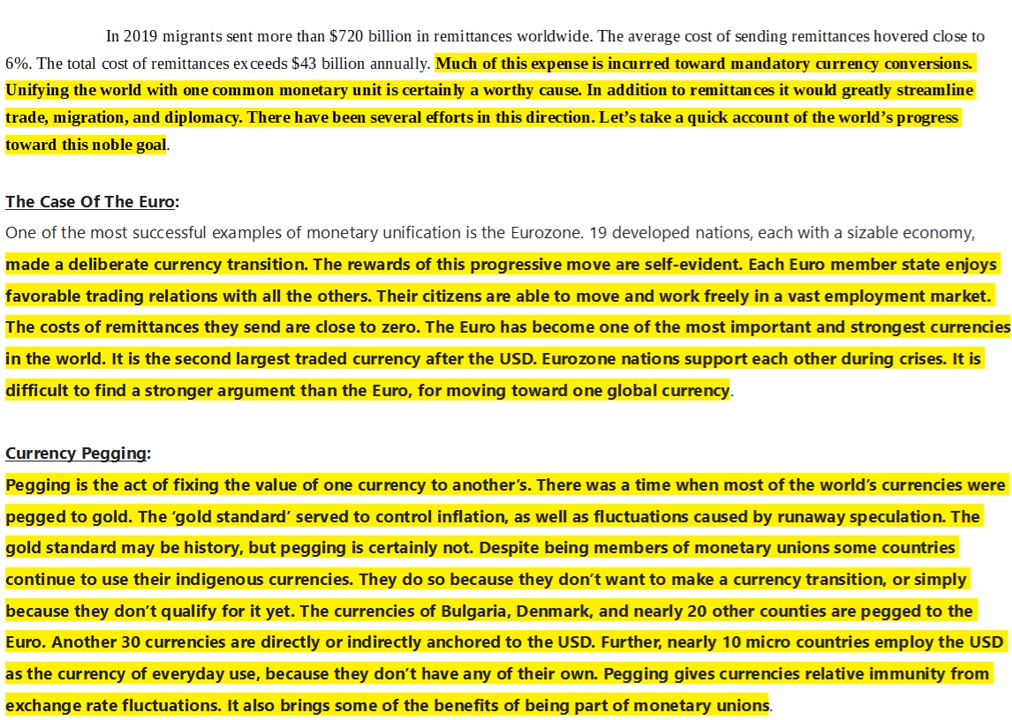 In 2019 migrants sent more than $720 billion in remittances worldwide. The average cost of sending remittances hovered close to
6%. The total cost of remittances exceeds $43 billion annually. Much of this expense is incurred toward mandatory currency conversions.
Unifying the world with one common monetary unit is certainly a worthy cause. In addition to remittances it would greatly streamline
trade, migration, and diplomacy. There have been several efforts in this direction. Let’s take a quick account of the world’s progress
toward this noble goal.
The Case Of The Euro:
One of the most successful examples of monetary unification is the Eurozone. 19 developed nations, each with a sizable economy,
made a deliberate currency transition. The rewards of this progressive move are self-evident. Each Euro member state enjoys
favorable trading relations with all the others. Their citizens are able to move and work freely in a vast employment market.
The costs of remittances they send are close to zero. The Euro has become one of the most important and strongest currencies
in the world. It is the second largest traded currency after the USD. Eurozone nations support each other during crises. It is
difficult to find a stronger argument than the Euro, for moving toward one global currency.
Currency Pegging:
Pegging is the act of fixing the value of one currency to another’s. There was a time when most of the world’s currencies were
pegged to gold. The ‘gold standard’ served to control inflation, as well as fluctuations caused by runaway speculation. The
gold standard may be history, but pegging is certainly not. Despite being members of monetary unions some countries
continue to use their indigenous currencies. They do so because they don’t want to make a currency transition, or simply
because they don’t qualify for it yet. The currencies of Bulgaria, Denmark, and nearly 20 other counties are pegged to the
Euro. Another 30 currencies are directly or indirectly anchored to the USD. Further, nearly 10 micro countries employ the USD
as the currency of everyday use, because they don’t have any of their own. Pegging gives currencies relative immunity from
exchange rate fluctuations. It also brings some of the benefits of being part of monetary unions.